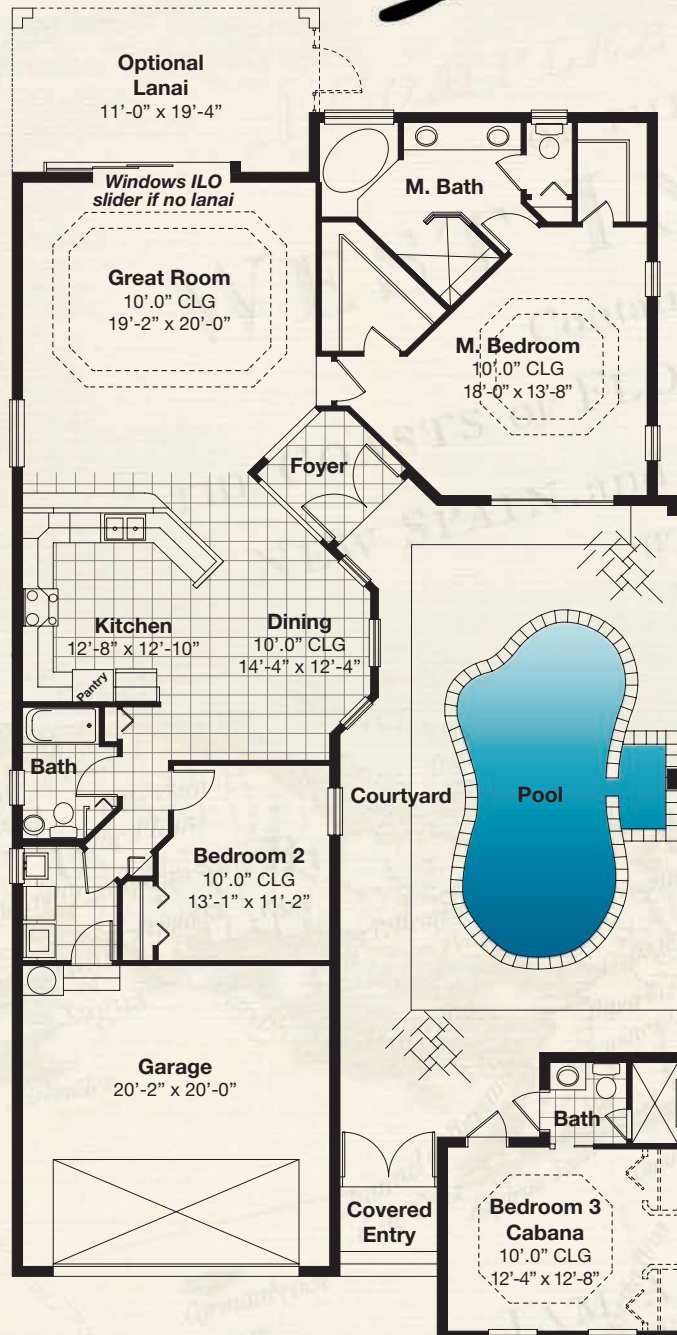 Optional
Lanai
11’-0” x 19’-4”
Windows ILO
slider if no lanai
M. Bath
Great Room
10’.0” CLG
19’-2” x 20’-0”
M. Bedroom
10’.0” CLG
18’-0” x 13’-8”
Foyer
Kitchen
12’-8” x 12’-10”
Dining
10’.0” CLG
14’-4” x 12’-4”
Pantry
Bath
Courtyard
Pool
Bedroom 2
10’.0” CLG
13’-1” x 11’-2”
Garage
20’-2” x 20’-0”
Bath
Covered
Entry
Bedroom 3
Cabana
10’.0” CLG
12’-4” x 12’-8”